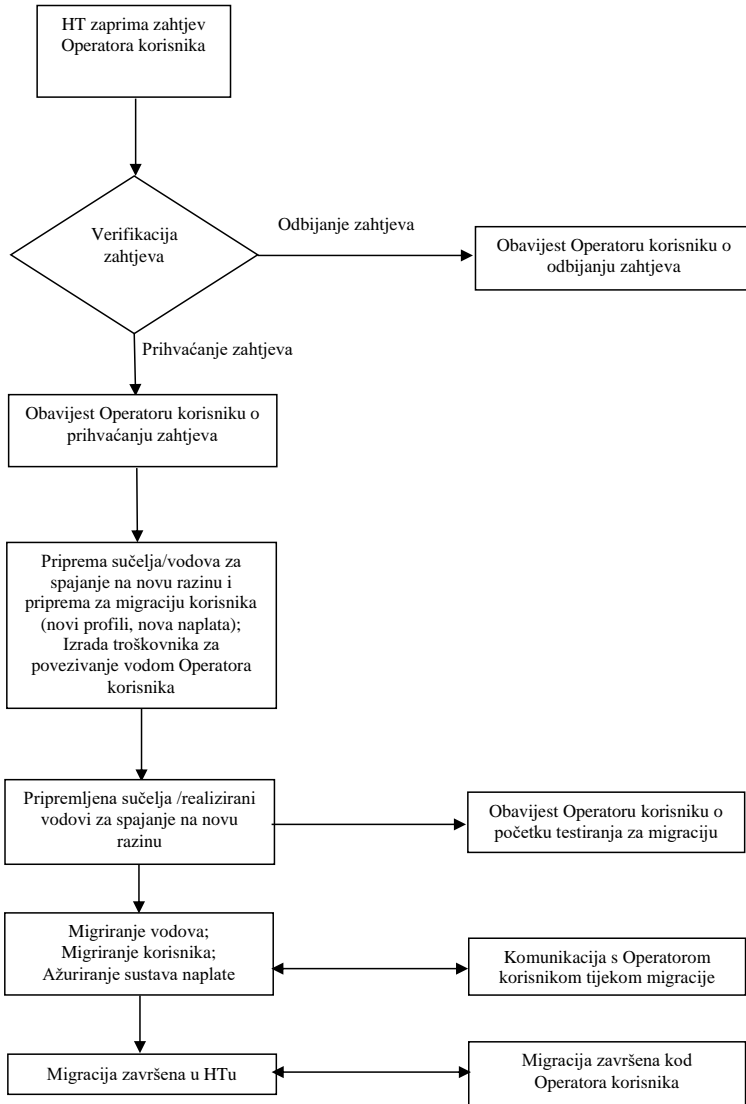 HT zaprima zahtjev
Operatora korisnika
Verifikacija
zahtjeva
Odbijanje zahtjeva
Obavijest Operatoru korisniku o
odbijanju zahtjeva
Prihvaćanje zahtjeva
Obavijest Operatoru korisniku o
prihvaćanju zahtjeva
Priprema sučelja/vodova za
spajanje na novu razinu i
priprema za migraciju korisnika
(novi profili, nova naplata);
Izrada troškovnika za
povezivanje vodom Operatora
korisnika
Pripremljena sučelja /realizirani
vodovi za spajanje na novu
razinu
Obavijest Operatoru korisniku o
početku testiranja za migraciju
Migriranje vodova;
Migriranje korisnika;
Ažuriranje sustava naplate
Komunikacija s Operatorom
korisnikom tijekom migracije
Migracija završena u HTu
Migracija završena kod
Operatora korisnika